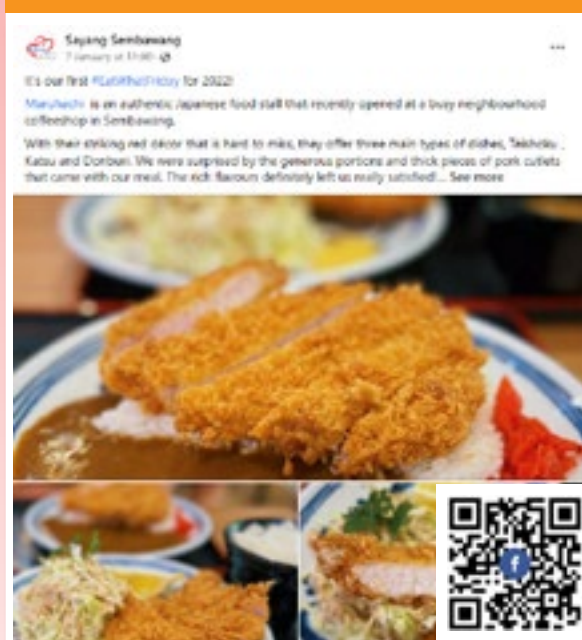 Sayang Sembawang
7 January at 11:00
It's our first #EatWhatFriday for 2022!
Maruhachi is an authentic Japanese food stall that recently opened at a busy neighbourhood
coffeeshop in Sembawang.
With their striking red décor that is hard to miss, they offer three main types of dishes, Teishoku ,
Katsu and Donburi. We were surprised by the generous portions and thick pieces of pork cutlets
that came with our meal. The rich flavours definitely left us really satisfied!... See more